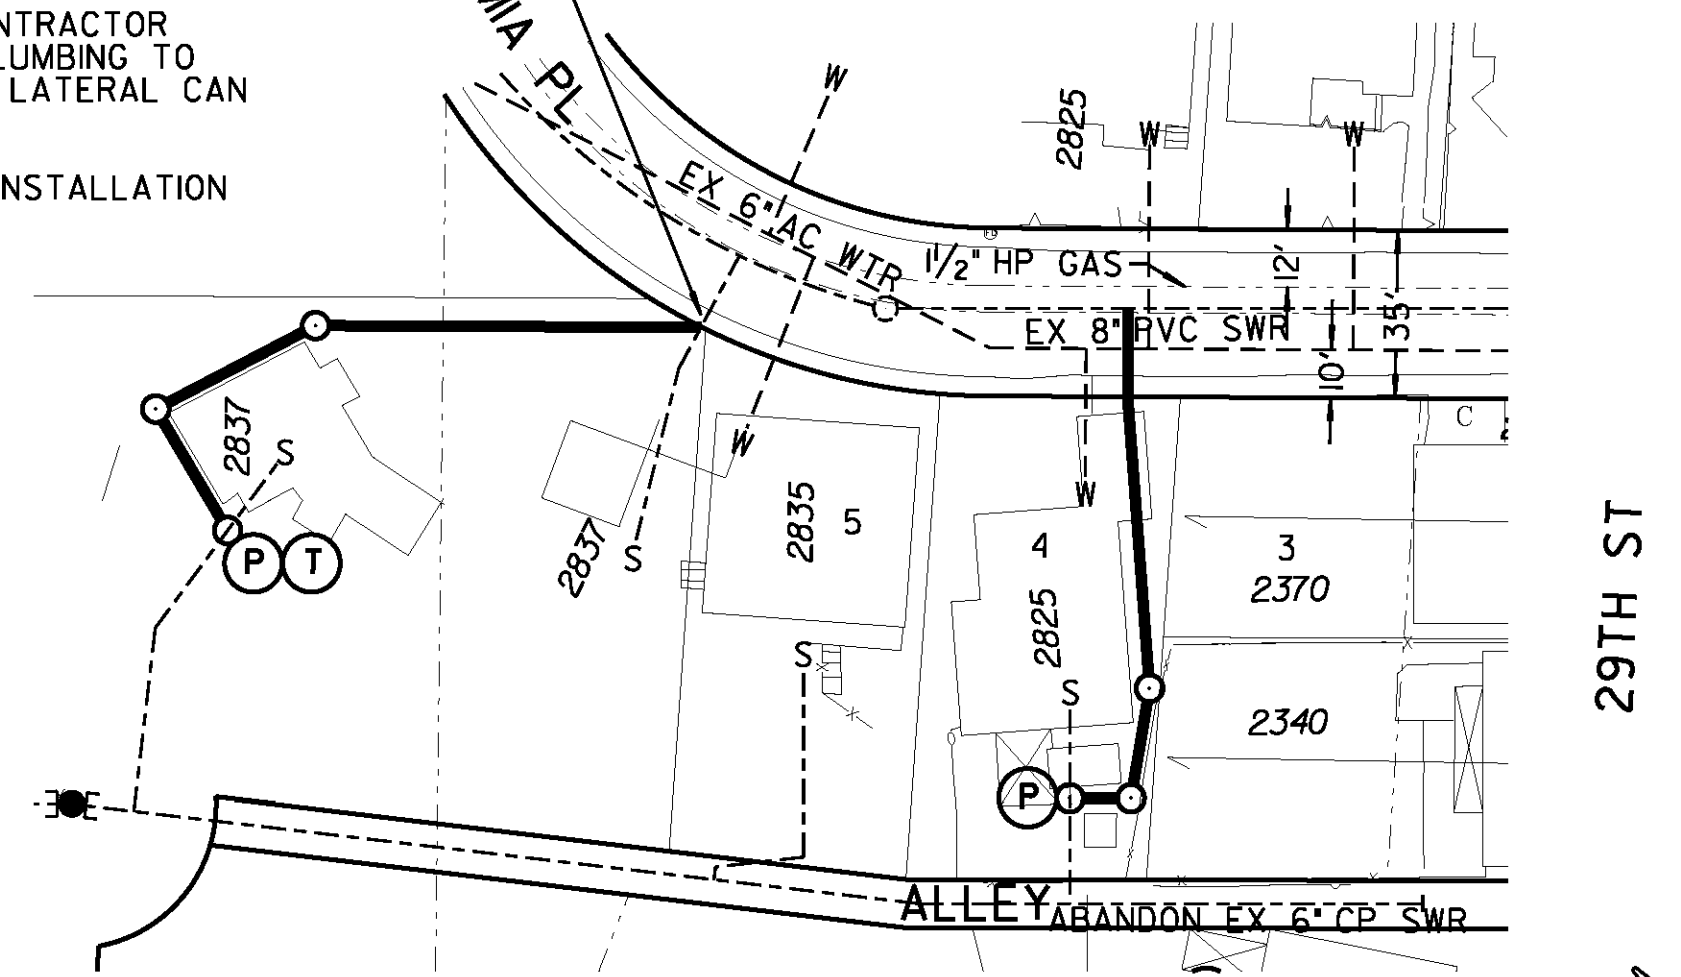 NTRACTOR
LUMBING TO
LATERAL CAN
NSTALLATION
MIA PL
W
2825
W
W
EX 6" AC WTR
1 1/2" HP GAS
12'
35'
EX 8" PVC SWR
10'
C
2837
S
W
W
2837
S
2835
5
4
2825
3
2370
P
T
S
S
2340
P
29TH ST
ALLEY
ABANDON EX 6" CP SWR